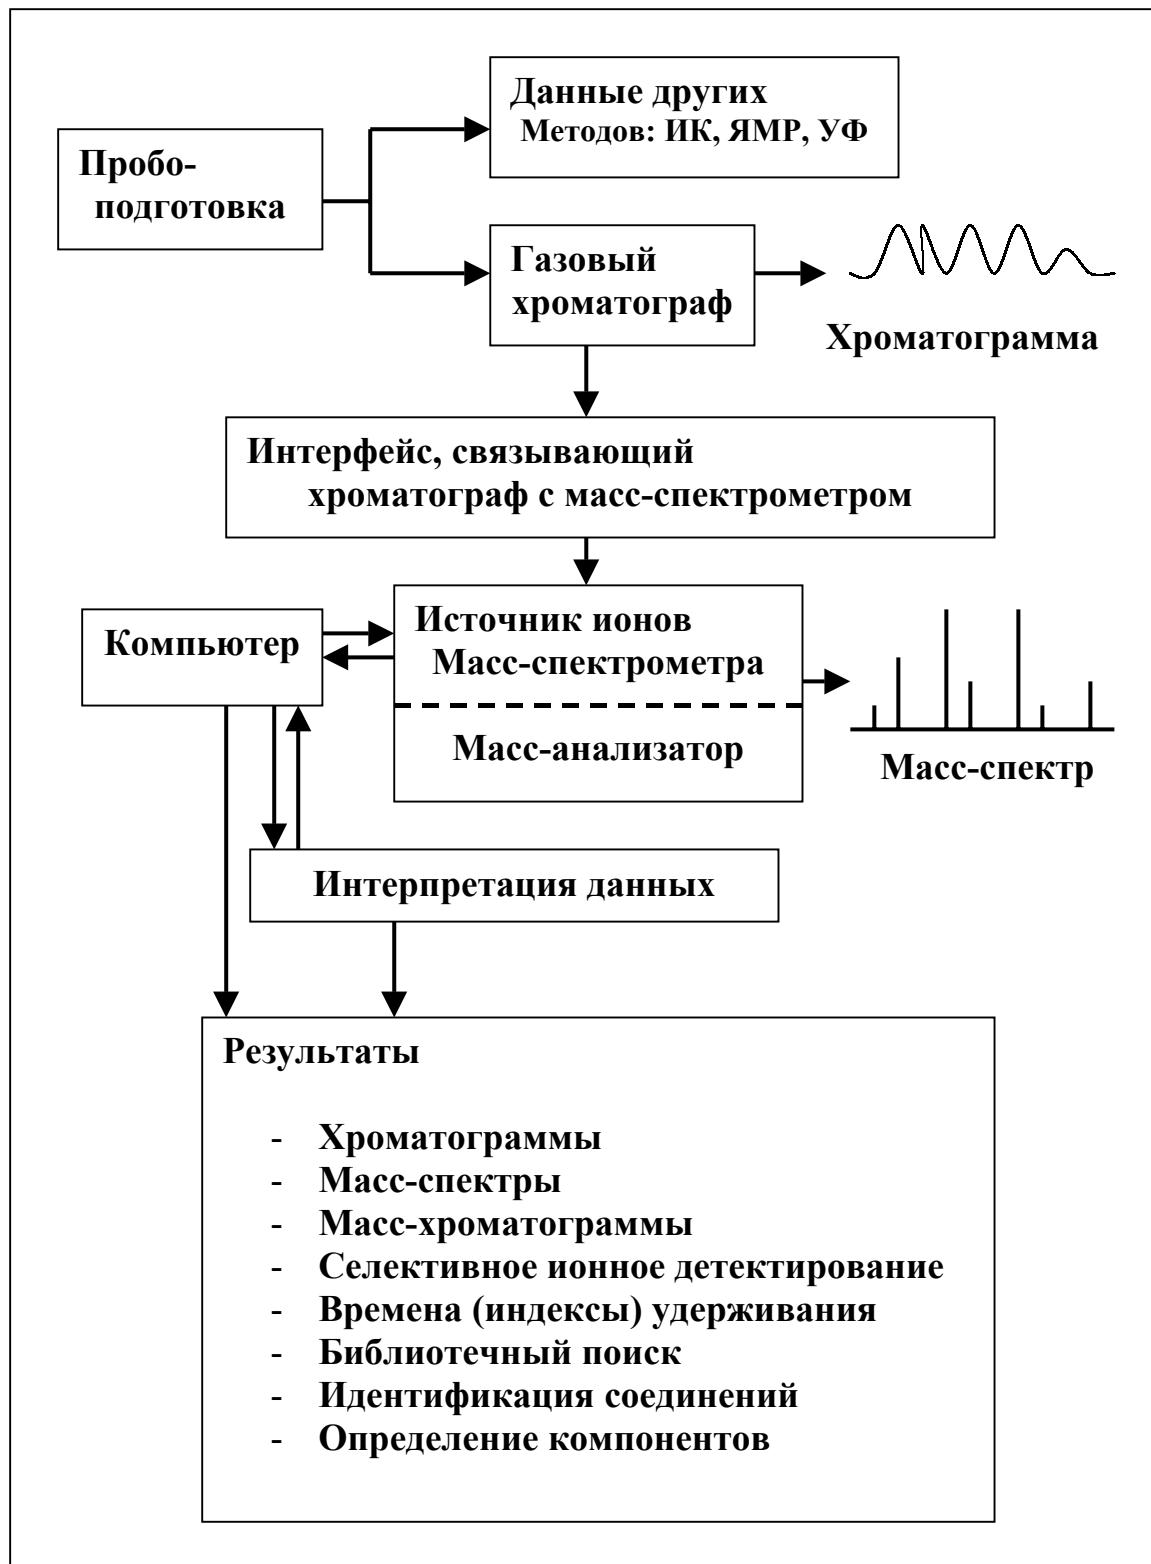 Данные других
Методов: ИК, ЯМР, УФ
Пробо-
подготовка
Газовый
хроматограф
Хроматограмма
Интерфейс, связывающий
хроматограф с масс-спектрометром
Компьютер
Источник ионов
Масс-спектрометра
Масс-анализатор
Масс-спектр
Интерпретация данных
Результаты
- Хроматограммы
- Масс-спектры
- Масс-хроматограммы
- Селективное ионное детектирование
- Времена (индексы) удерживания
- Библиотечный поиск
- Идентификация соединений
- Определение компонентов